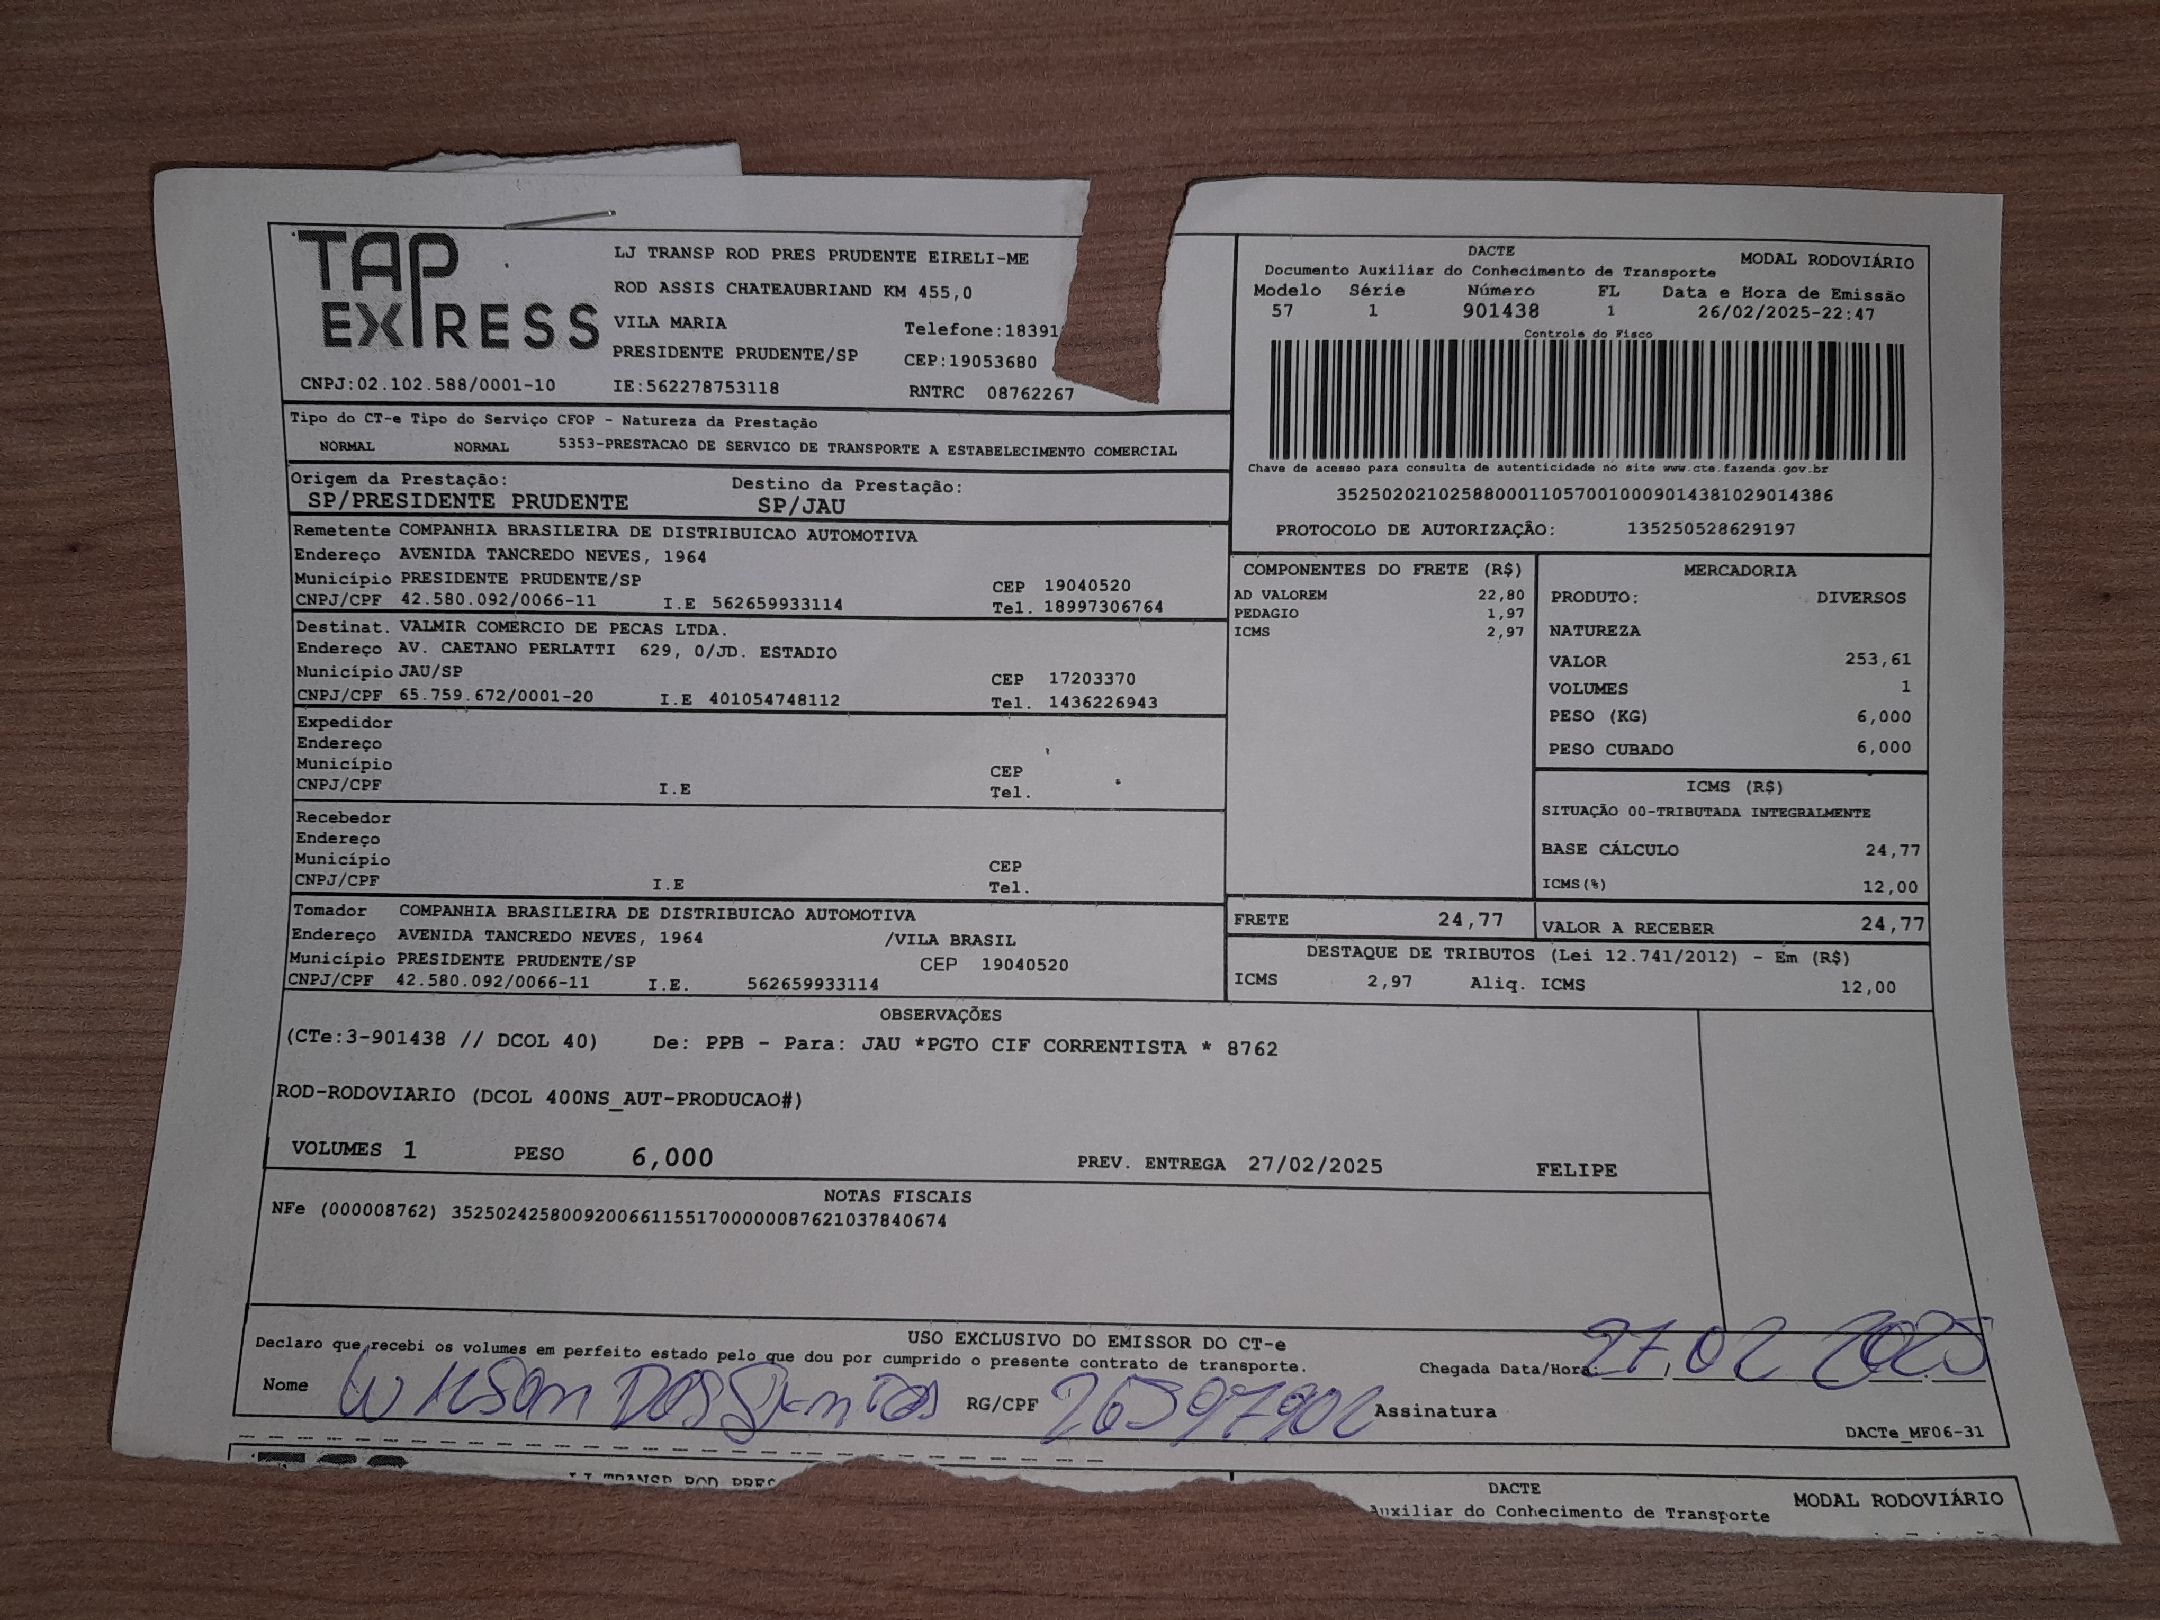 TAP EXPRESS
LJ TRANSP ROD PRES PRUDENTE EIRELI-ME
ROD ASSIS CHATEAUBRIAND KM 455,0
VILA MARIA Telefone:18391
PRESIDENTE PRUDENTE/SP CEP:19053680
CNPJ:02.102.588/0001-10 IE:562278753118 RNTRC 08762267
DACTE MODAL RODOVIÁRIO
Documento Auxiliar do Conhecimento de Transporte
Modelo Série Número FL Data e Hora de Emissão
57 1 901438 1 26/02/2025-22:47
Controle do Fisco
Chave de acesso para consulta de autenticidade no site www.cte.fazenda.gov.br
35250202102588000110570010009014381029014386
PROTOCOLO DE AUTORIZAÇÃO: 135250528629197
Tipo do CT-e Tipo do Serviço CFOP - Natureza da Prestação
NORMAL NORMAL 5353-PRESTACAO DE SERVICO DE TRANSPORTE A ESTABELECIMENTO COMERCIAL
Origem da Prestação: Destino da Prestação:
SP/PRESIDENTE PRUDENTE SP/JAU
Remetente COMPANHIA BRASILEIRA DE DISTRIBUICAO AUTOMOTIVA
Endereço AVENIDA TANCREDO NEVES, 1964
Município PRESIDENTE PRUDENTE/SP CEP 19040520
CNPJ/CPF 42.580.092/0066-11 I.E 562659933114 Tel. 18997306764
Destinat. VALMIR COMERCIO DE PECAS LTDA.
Endereço AV. CAETANO PERLATTI 629, 0/JD. ESTADIO
Município JAU/SP CEP 17203370
CNPJ/CPF 65.759.672/0001-20 I.E 401054748112 Tel. 1436226943
Expedidor
Endereço
Município CEP
CNPJ/CPF I.E Tel.
Recebedor
Endereço
Município CEP
CNPJ/CPF I.E Tel.
Tomador COMPANHIA BRASILEIRA DE DISTRIBUICAO AUTOMOTIVA
Endereço AVENIDA TANCREDO NEVES, 1964 /VILA BRASIL
Município PRESIDENTE PRUDENTE/SP CEP 19040520
CNPJ/CPF 42.580.092/0066-11 I.E. 562659933114
COMPONENTES DO FRETE (R$)
AD VALOREM 22,80
PEDAGIO 1,97
ICMS 2,97
MERCADORIA
PRODUTO: DIVERSOS
NATUREZA
VALOR 253,61
VOLUMES 1
PESO (KG) 6,000
PESO CUBADO 6,000
ICMS (R$)
SITUAÇÃO 00-TRIBUTADA INTEGRALMENTE
BASE CÁLCULO 24,77
ICMS(%) 12,00
FRETE 24,77 VALOR A RECEBER 24,77
DESTAQUE DE TRIBUTOS (Lei 12.741/2012) - Em (R$)
ICMS 2,97 Aliq. ICMS 12,00
OBSERVAÇÕES
(CTe:3-901438 // DCOL 40) De: PPB - Para: JAU *PGTO CIF CORRENTISTA * 8762
ROD-RODOVIARIO (DCOL 400NS_AUT-PRODUCAO#)
VOLUMES 1 PESO 6,000 PREV. ENTREGA 27/02/2025 FELIPE
NOTAS FISCAIS
NFe (000008762) 35250242580092006611551700000087621037840674
USO EXCLUSIVO DO EMISSOR DO CT-e
Declaro que recebi os volumes em perfeito estado pelo que dou por cumprido o presente contrato de transporte.
Chegada Data/Hora: 27,02 2025
Nome Wilson Dos Santos RG/CPF Assinatura
DACTe_MF06-31
LJ TRANSP ROD PRES
DACTE
Auxiliar do Conhecimento de Transporte MODAL RODOVIÁRIO